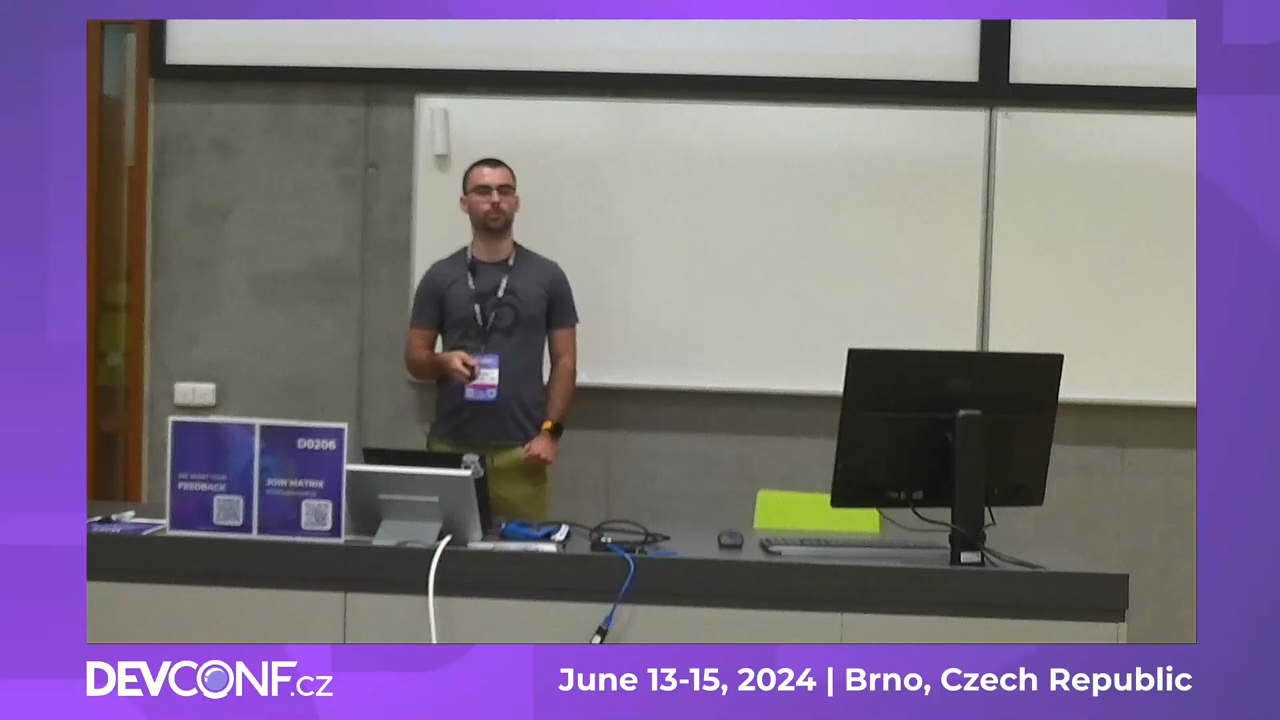 D0206
WE WANT YOUR
FEEDBACK
JOIN MATRIX
DEVCONF.cz
June 13-15, 2024 | Brno, Czech Republic